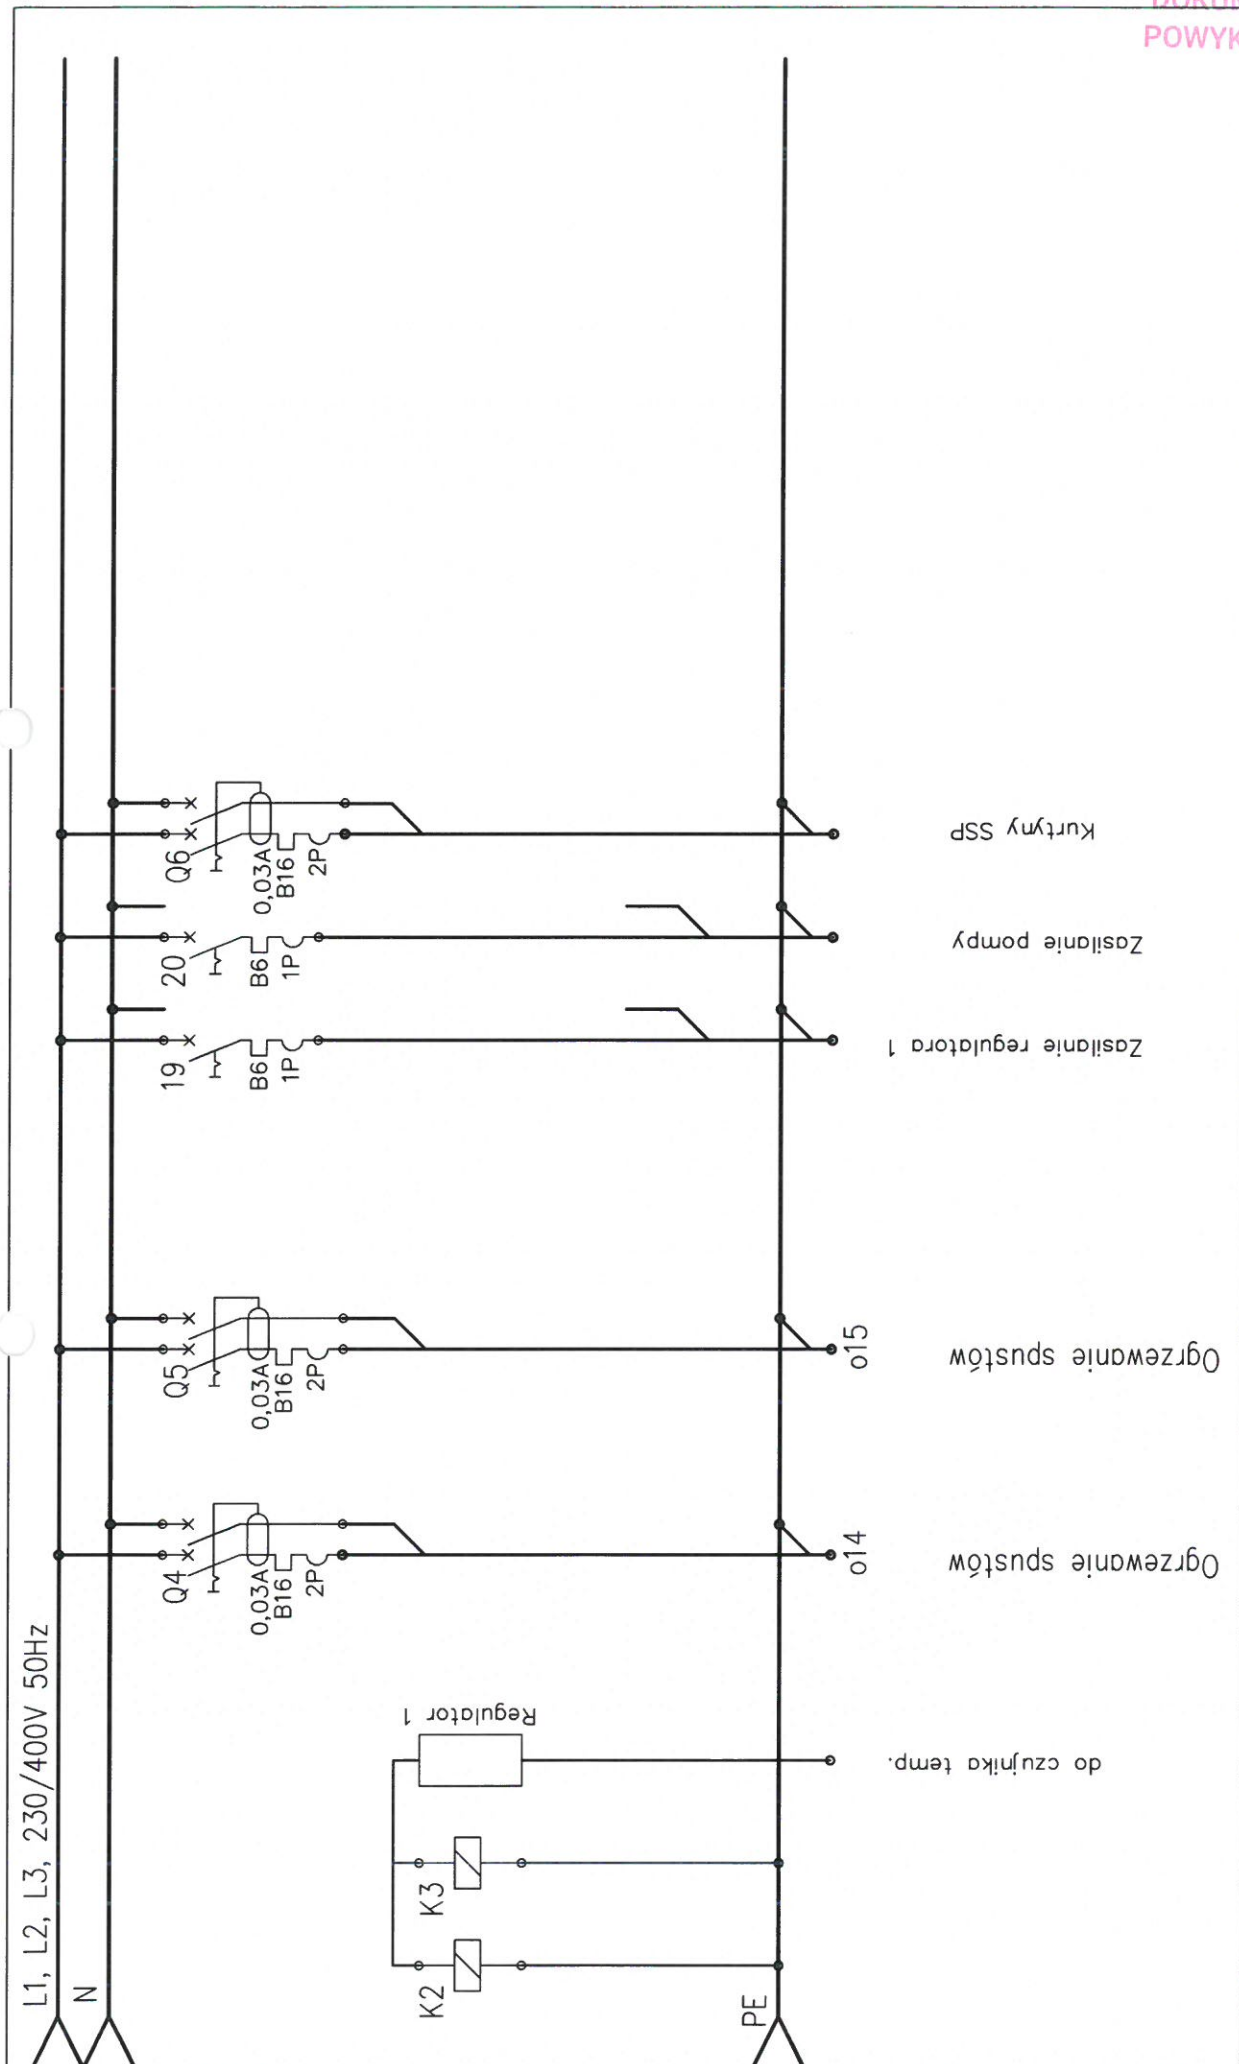 L1, L2, L3, 230/400V 50Hz
N
PE
K2
K3
Regulator 1
do czujnika temp.
Q4
0,03A
B16
2P
o14
Ogrzewanie spustów
Q5
0,03A
B16
2P
o15
Ogrzewanie spustów
19
B6
1P
Zasilanie regulatora 1
20
B6
1P
Zasilanie pompy
Q6
0,03A
B16
2P
Kurtyny SSP